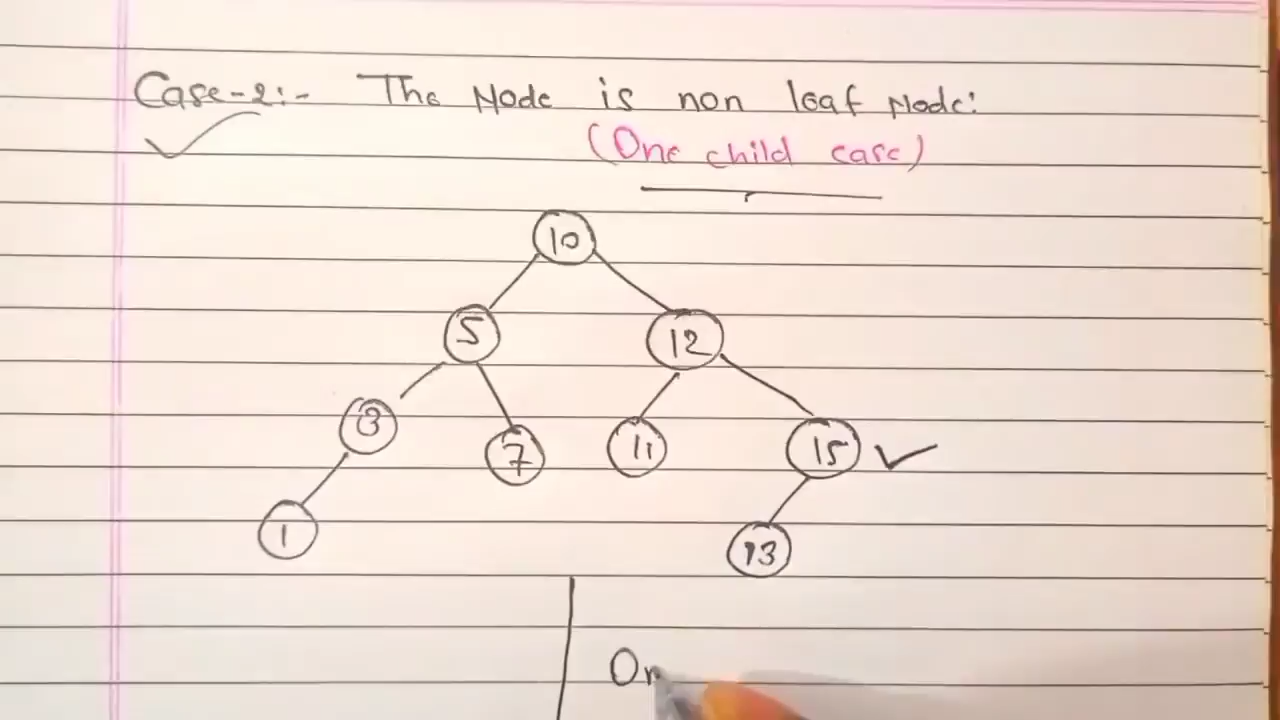 Case-2:- The Node is non leaf Node:
(One child case)
10
5 12
3 7 11 15
1 13
On